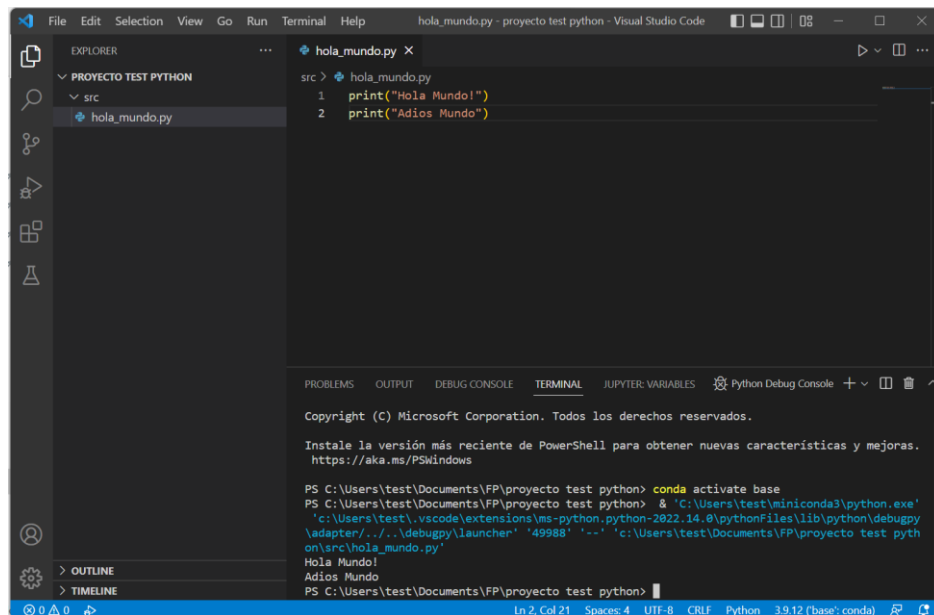 File Edit Selection View Go Run Terminal Help hola_mundo.py - proyecto test python - Visual Studio Code
EXPLORER
PROYECTO TEST PYTHON
src
hola_mundo.py
hola_mundo.py
src > hola_mundo.py
1 print("Hola Mundo!")
2 print("Adios Mundo")
PROBLEMS OUTPUT DEBUG CONSOLE TERMINAL JUPYTER: VARIABLES Python Debug Console
Copyright (C) Microsoft Corporation. Todos los derechos reservados.
Instale la versión más reciente de PowerShell para obtener nuevas características y mejoras.
https://aka.ms/PSWindows
PS C:\Users\test\Documents\FP\proyecto test python> conda activate base
PS C:\Users\test\Documents\FP\proyecto test python> & 'C:\Users\test\miniconda3\python.exe'
'c:\Users\test\.vscode\extensions\ms-python.python-2022.14.0\pythonFiles\lib\python\debugpy
\adapter/../..\debugpy\launcher' '49988' '--' 'c:\Users\test\Documents\FP\proyecto test pyth
on\src\hola_mundo.py'
Hola Mundo!
Adios Mundo
PS C:\Users\test\Documents\FP\proyecto test python>
OUTLINE
TIMELINE
0 0 Ln 2, Col 21 Spaces: 4 UTF-8 CRLF Python 3.9.12 ('base': conda)